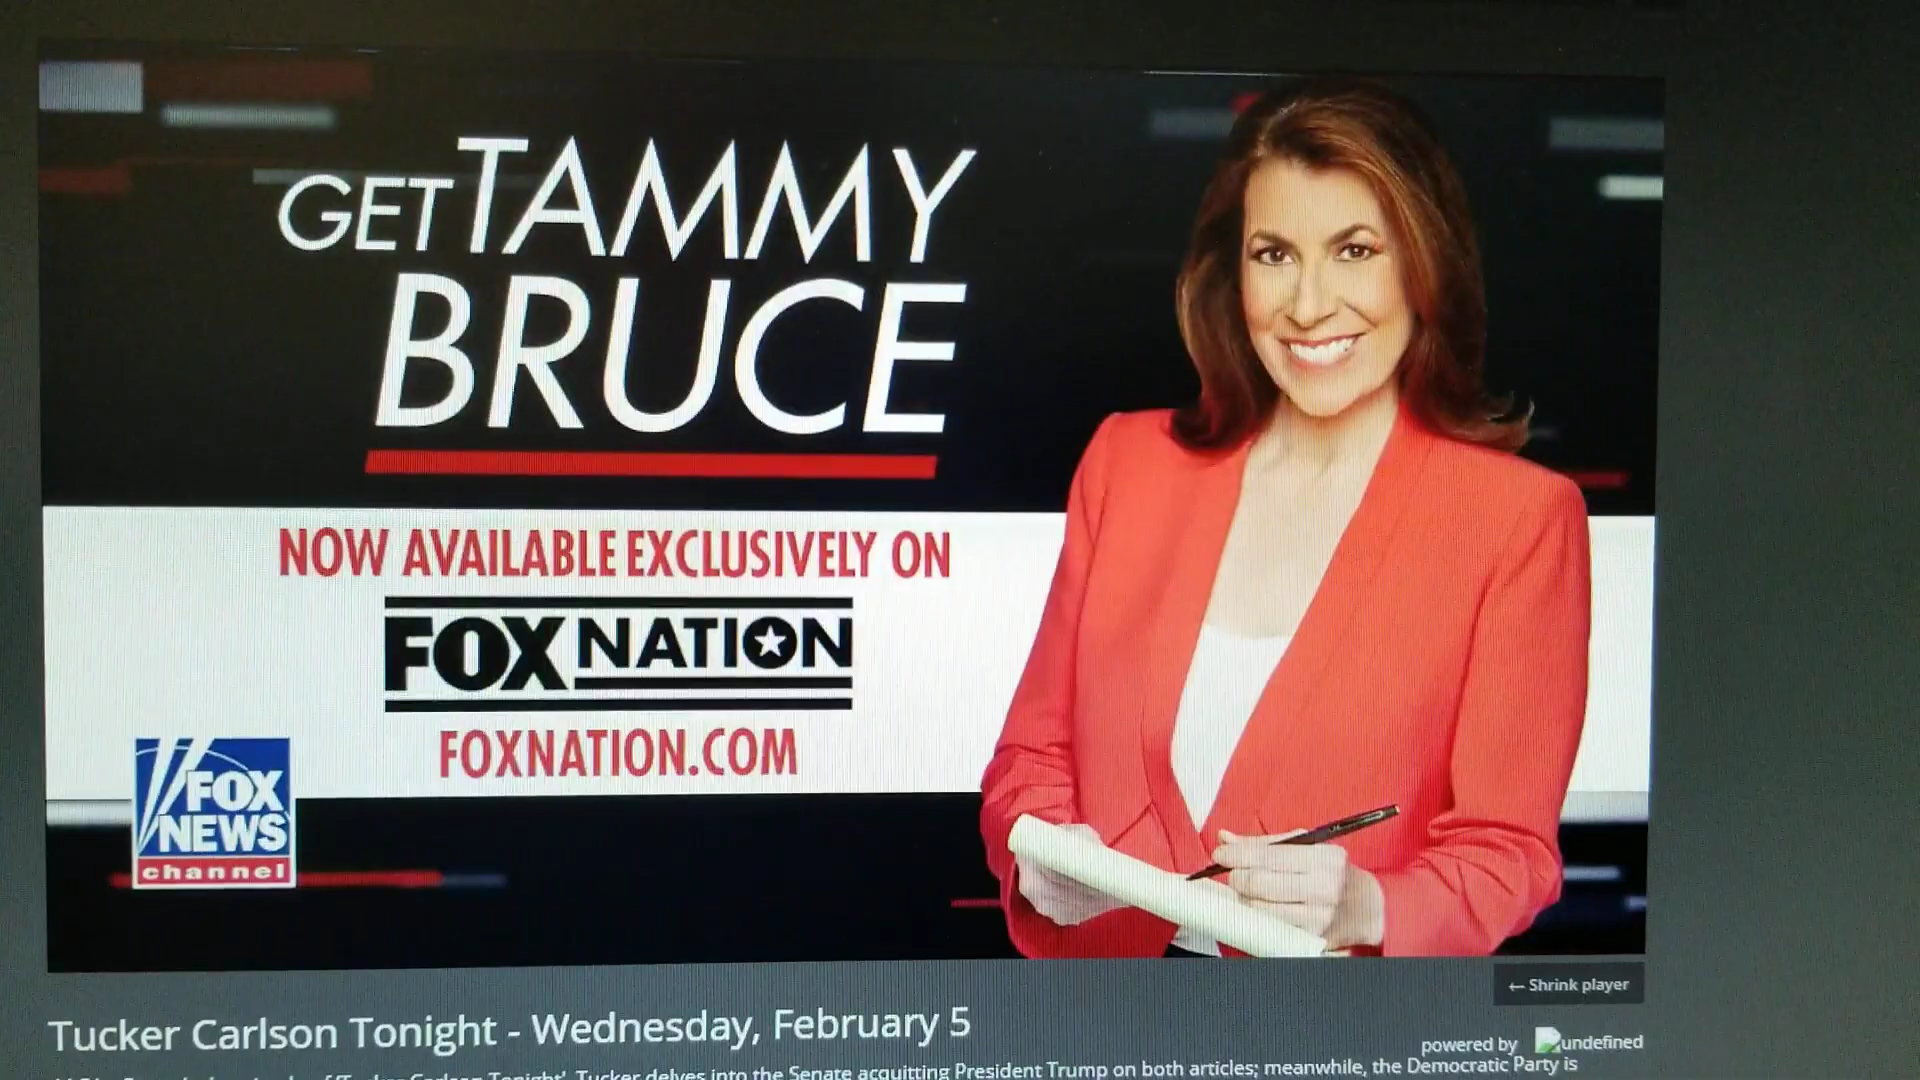 GET TAMMY
BRUCE
NOW AVAILABLE EXCLUSIVELY ON
FOX NATION
FOXNATION.COM
FOX
NEWS
channel
← Shrink player
Tucker Carlson Tonight - Wednesday, February 5
powered by undefined
Tucker delves into the Senate acquitting President Trump on both articles; meanwhile, the Democratic Party is